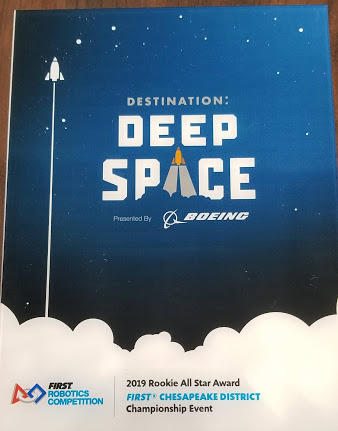 DESTINATION:
DEEP
SPACE
Presented By BOEING
FIRST
ROBOTICS
COMPETITION
2019 Rookie All Star Award
FIRST® CHESAPEAKE DISTRICT
Championship Event